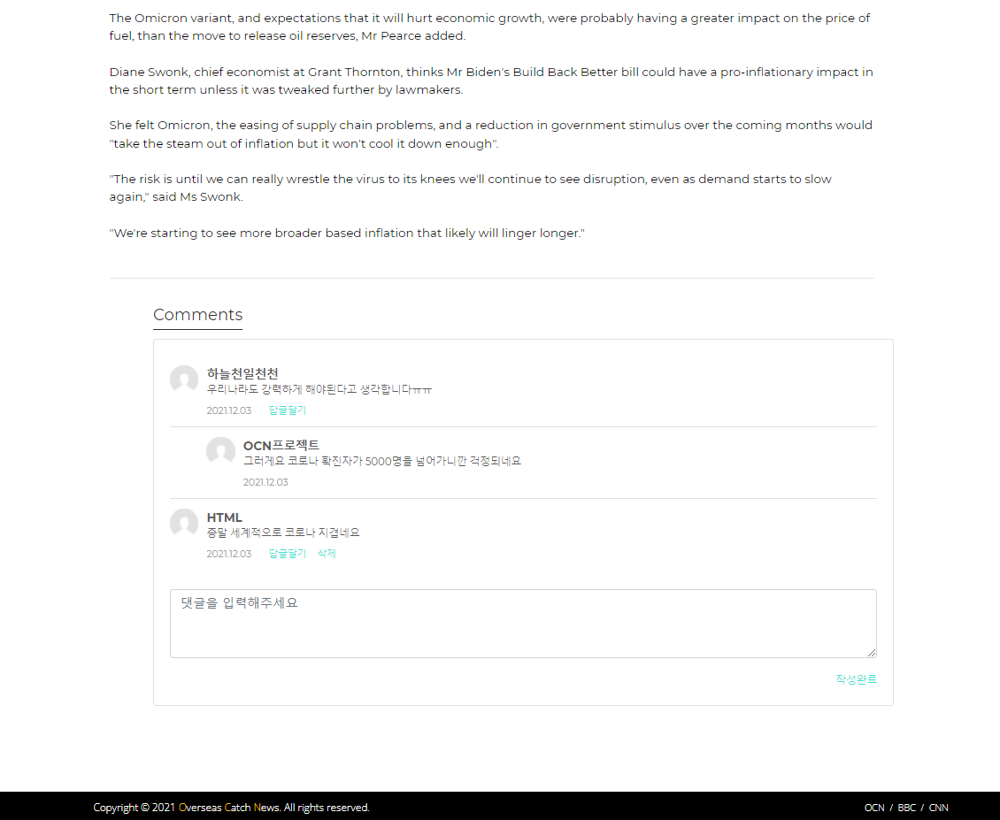 The Omicron variant, and expectations that it will hurt economic growth, were probably having a greater impact on the price of
fuel, than the move to release oil reserves, Mr Pearce added.
Diane Swonk, chief economist at Grant Thornton, thinks Mr Biden's Build Back Better bill could have a pro-inflationary impact in
the short term unless it was tweaked further by lawmakers.
She felt Omicron, the easing of supply chain problems, and a reduction in government stimulus over the coming months would
"take the steam out of inflation but it won't cool it down enough".
"The risk is until we can really wrestle the virus to its knees we'll continue to see disruption, even as demand starts to slow
again," said Ms Swonk.
"We're starting to see more broader based inflation that likely will linger longer."
Comments
하늘천일천천
우리나라도 강력하게 해야된다고 생각합니다ㅠㅠ
2021.12.03 답글달기
OCN프로젝트
그러게요 코로나 확진자가 5000명을 넘어가니깐 걱정되네요
2021.12.03
HTML
증말 세계적으로 코로나 지겹네요
2021.12.03 답글달기 삭제
댓글을 입력해주세요
작성완료
Copyright © 2021 Overseas Catch News. All rights reserved.
OCN / BBC / CNN